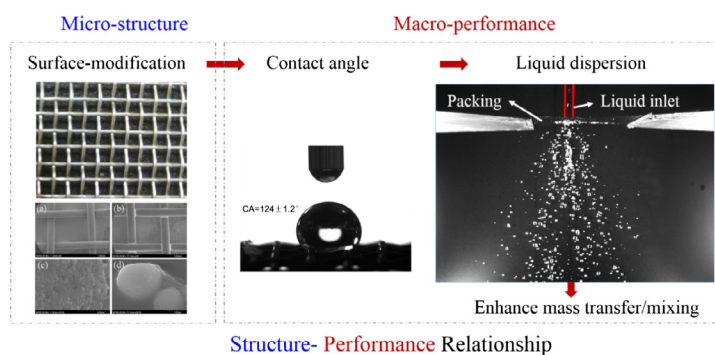 Micro-structure
Macro-performance
Surface-modification
Contact angle
Liquid dispersion
Packing
Liquid inlet
CA=124±1.2°
(a)
(b)
(c)
(d)
Enhance mass transfer/mixing
Structure- Performance Relationship